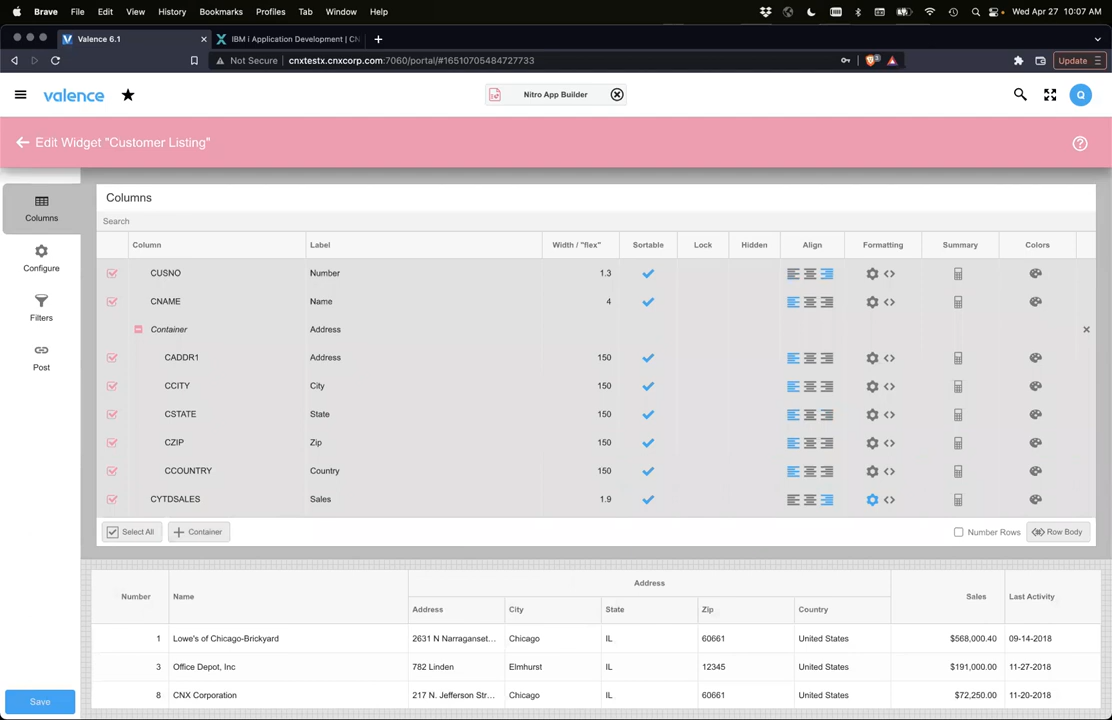 Brave File Edit View History Bookmarks Profiles Tab Window Help Wed Apr 27 10:07 AM
Valence 6.1 IBM i Application Development | CN
Not Secure cnxtestx.cnxcorp.com:7060/portal/#16510705484727733 Update
valence Nitro App Builder Q
Edit Widget "Customer Listing"
Columns
Configure
Filters
Post
Save
Columns
Search
Column Label Width / "flex" Sortable Lock Hidden Align Formatting Summary Colors
CUSNO Number 1.3
CNAME Name 4
Container Address
CADDR1 Address 150
CCITY City 150
CSTATE State 150
CZIP Zip 150
CCOUNTRY Country 150
CYTDSALES Sales 1.9
Select All Container Number Rows Row Body
Address
Number Name Sales Last Activity
Address City State Zip Country
1 Lowe's of Chicago-Brickyard 2631 N Narraganset... Chicago IL 60661 United States $568,000.40 09-14-2018
3 Office Depot, Inc 782 Linden Elmhurst IL 12345 United States $191,000.00 11-27-2018
8 CNX Corporation 217 N. Jefferson Str... Chicago IL 60661 United States $72,250.00 11-20-2018